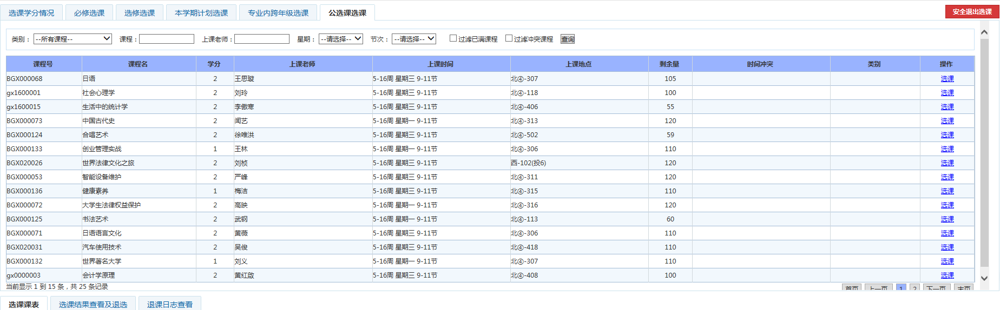 选课学分情况 必修选课 选修选课 本学期计划选课 专业内跨年级选课 公选课选课 安全退出选课
类别： --所有课程-- 课程： 上课老师： 星期： --请选择-- 节次： --请选择-- 过滤已满课程 过滤冲突课程 查询
课程号 课程名 学分 上课老师 上课时间 上课地点 剩余量 时间冲突 类别 操作
BGX000068 日语 2 王思璇 5-16周 星期三 9-11节 北④-307 105 选课
gx1600001 社会心理学 2 刘玲 5-16周 星期三 9-11节 北④-118 100 选课
gx1600015 生活中的统计学 2 李傲寒 5-16周 星期三 9-11节 北④-406 55 选课
BGX000073 中国古代史 2 闻艺 5-16周 星期一 9-11节 北④-313 120 选课
BGX000124 合唱艺术 2 徐唯洪 5-16周 星期三 9-11节 北④-502 59 选课
BGX000133 创业管理实战 1 王林 5-16周 星期一 9-11节 北④-306 110 选课
BGX020026 世界法律文化之旅 2 刘桢 5-16周 星期三 9-11节 西-102(投6) 120 选课
BGX000053 智能设备维护 2 严峰 5-16周 星期三 9-11节 北④-311 120 选课
BGX000136 健康素养 1 梅洁 5-16周 星期三 9-11节 北④-315 110 选课
BGX000072 大学生法律权益保护 2 高映 5-16周 星期一 9-11节 北④-316 120 选课
BGX000125 书法艺术 2 武钢 5-16周 星期一 9-11节 北④-113 60 选课
BGX000071 日语语言文化 2 黄薇 5-16周 星期三 9-11节 北④-306 110 选课
BGX020031 汽车使用技术 2 吴俊 5-16周 星期三 9-11节 北④-418 110 选课
BGX000132 世界著名大学 1 刘义 5-16周 星期一 9-11节 北④-307 110 选课
gx0000003 会计学原理 2 黄红啟 5-16周 星期三 9-11节 北④-408 100 选课
当前显示 1 到 15 条，共 25 条记录 首页 上一页 1 2 下一页 末页
选课课表 选课结果查看及退选 退课日志查看